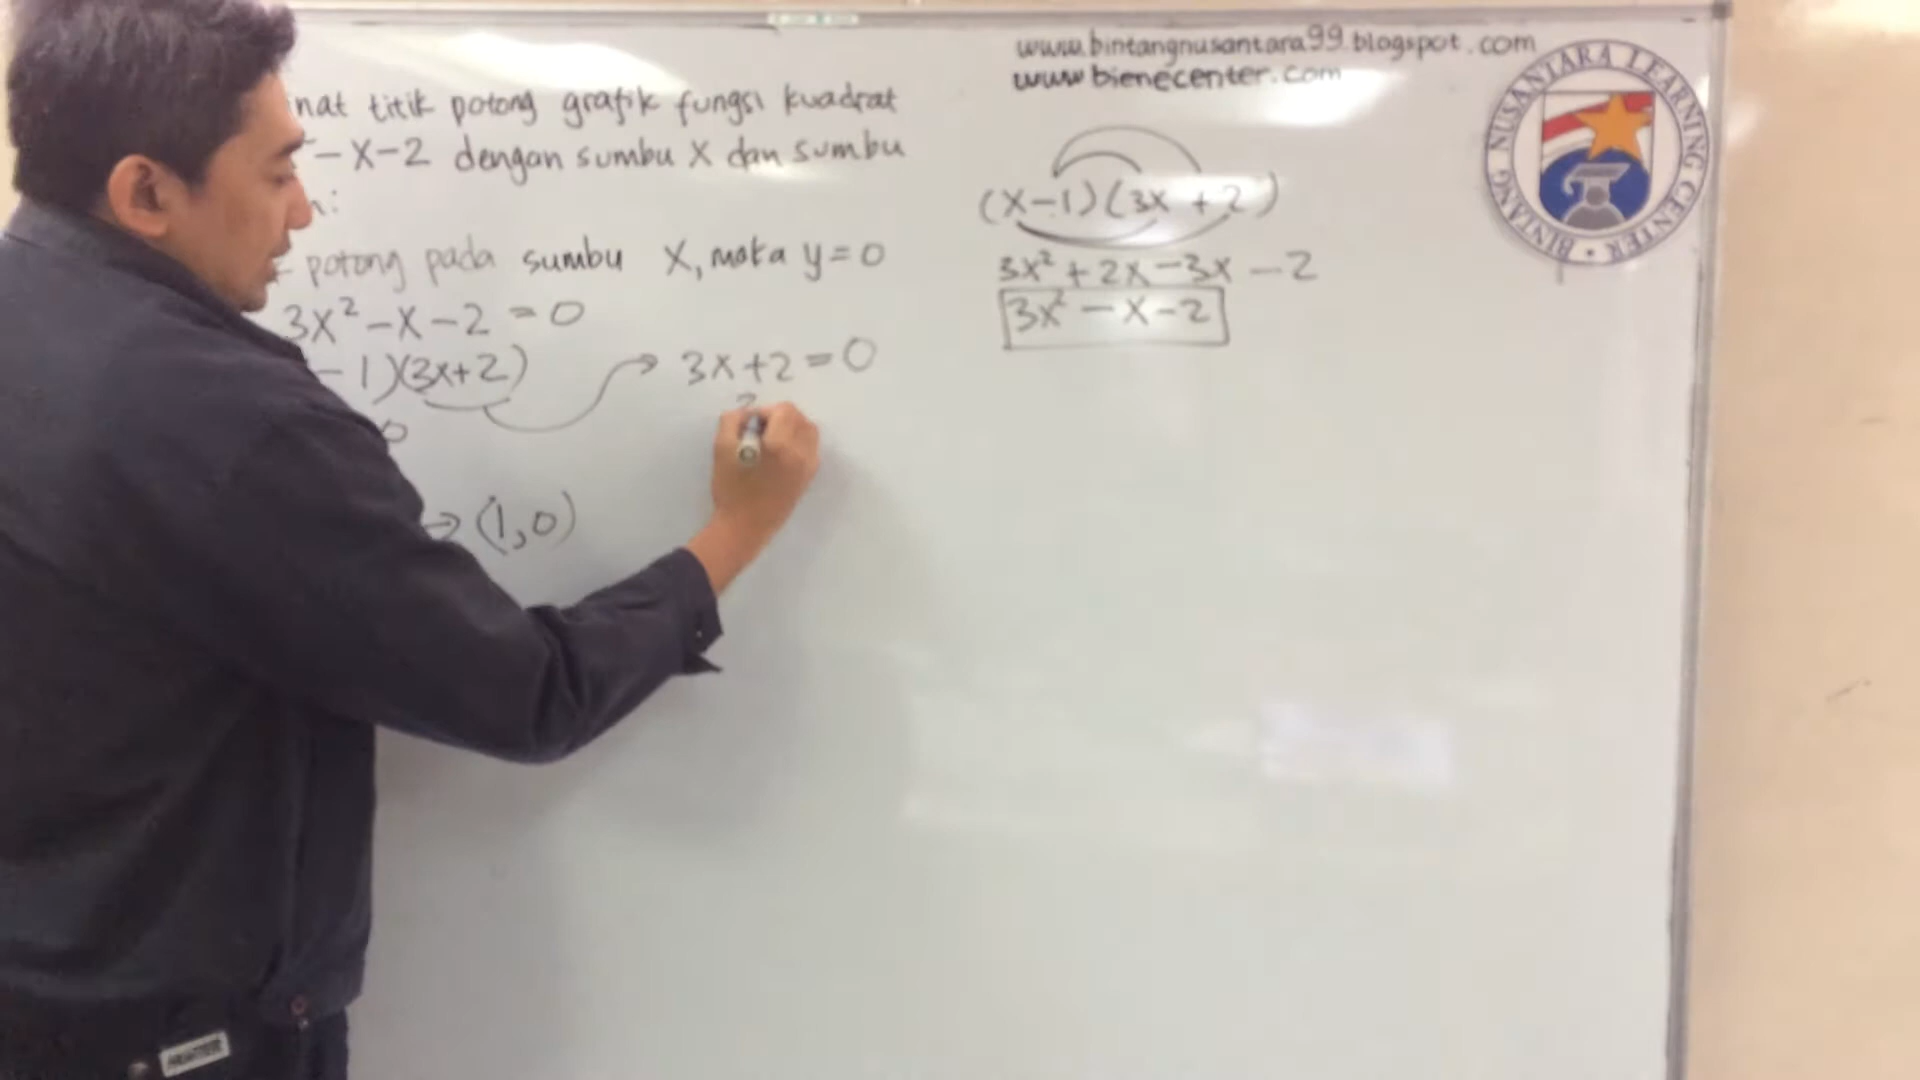 nat titik potong grafik fungsi kuadrat
- x - 2 dengan sumbu X dan sumbu
:
potong pada sumbu X, maka y = 0
3x² - x - 2 = 0
- 1)(3x+2)
0
→ (1,0)
3x + 2 = 0
www.bintangnusantara99.blogspot.com
www.bienecenter.com
(x-1)(3x + 2)
3x² + 2x - 3x - 2
3x² - x - 2
BINTANG NUSANTARA LEARNING CENTER